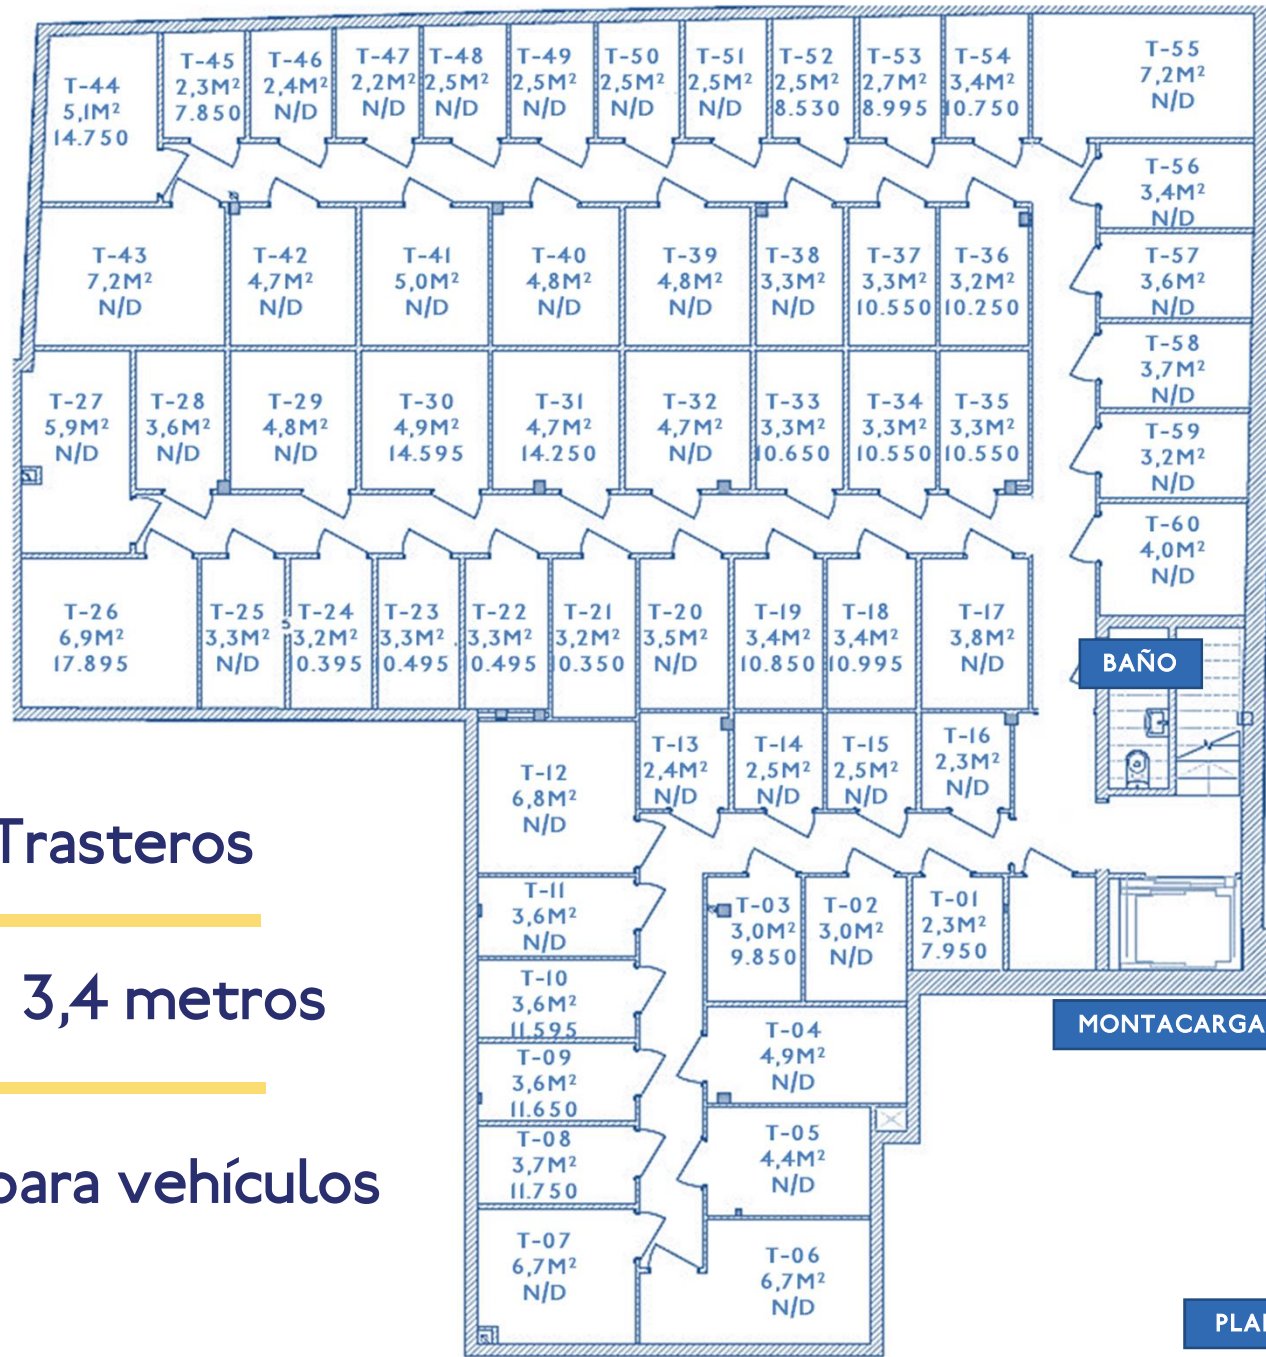 T-44
5,1M²
14.750
T-45
2,3M²
7.850
T-46
2,4M²
N/D
T-47
2,2M²
N/D
T-48
2,5M²
N/D
T-49
2,5M²
N/D
T-50
2,5M²
N/D
T-51
2,5M²
N/D
T-52
2,5M²
8.530
T-53
2,7M²
8.995
T-54
3,4M²
10.750
T-55
7,2M²
N/D
T-56
3,4M²
N/D
T-43
7,2M²
N/D
T-42
4,7M²
N/D
T-41
5,0M²
N/D
T-40
4,8M²
N/D
T-39
4,8M²
N/D
T-38
3,3M²
N/D
T-37
3,3M²
10.550
T-36
3,2M²
10.250
T-57
3,6M²
N/D
T-58
3,7M²
N/D
T-27
5,9M²
N/D
T-28
3,6M²
N/D
T-29
4,8M²
N/D
T-30
4,9M²
14.595
T-31
4,7M²
14.250
T-32
4,7M²
N/D
T-33
3,3M²
10.650
T-34
3,3M²
10.550
T-35
3,3M²
10.550
T-59
3,2M²
N/D
T-60
4,0M²
N/D
T-26
6,9M²
17.895
T-25
3,3M²
N/D
5
T-24
3,2M²
10.395
T-23
3,3M²
10.495
T-22
3,3M²
10.495
T-21
3,2M²
10.350
T-20
3,5M²
N/D
T-19
3,4M²
10.850
T-18
3,4M²
10.995
T-17
3,8M²
N/D
BAÑO
T-12
6,8M²
N/D
T-13
2,4M²
N/D
T-14
2,5M²
N/D
T-15
2,5M²
N/D
T-16
2,3M²
N/D
Trasteros
T-11
3,6M²
N/D
T-03
3,0M²
9.850
T-02
3,0M²
N/D
T-01
2,3M²
7.950
3,4 metros
T-10
3,6M²
11.595
MONTACARGA
T-04
4,9M²
N/D
T-09
3,6M²
11.650
T-08
3,7M²
11.750
T-05
4,4M²
N/D
para vehículos
T-07
6,7M²
N/D
T-06
6,7M²
N/D
PLA